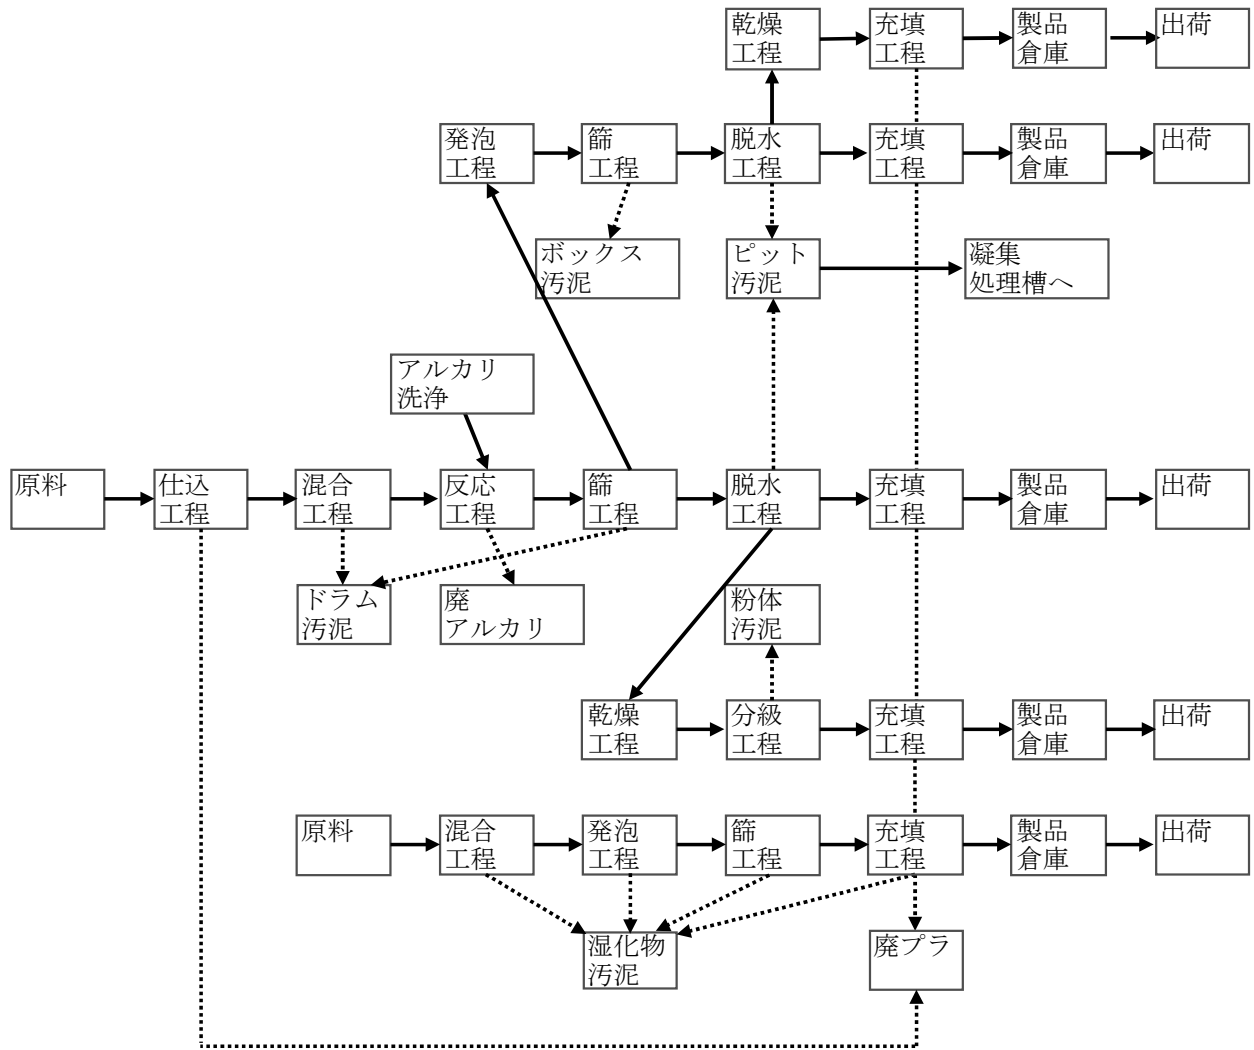 乾燥
工程
充填
工程
製品
倉庫
出荷
発泡
工程
篩
工程
脱水
工程
充填
工程
製品
倉庫
出荷
ボックス
汚泥
ピット
汚泥
凝集
処理槽へ
アルカリ
洗浄
原料
仕込
工程
混合
工程
反応
工程
篩
工程
脱水
工程
充填
工程
製品
倉庫
出荷
ドラム
汚泥
廃
アルカリ
粉体
汚泥
乾燥
工程
分級
工程
充填
工程
製品
倉庫
出荷
原料
混合
工程
発泡
工程
篩
工程
充填
工程
製品
倉庫
出荷
湿化物
汚泥
廃プラ